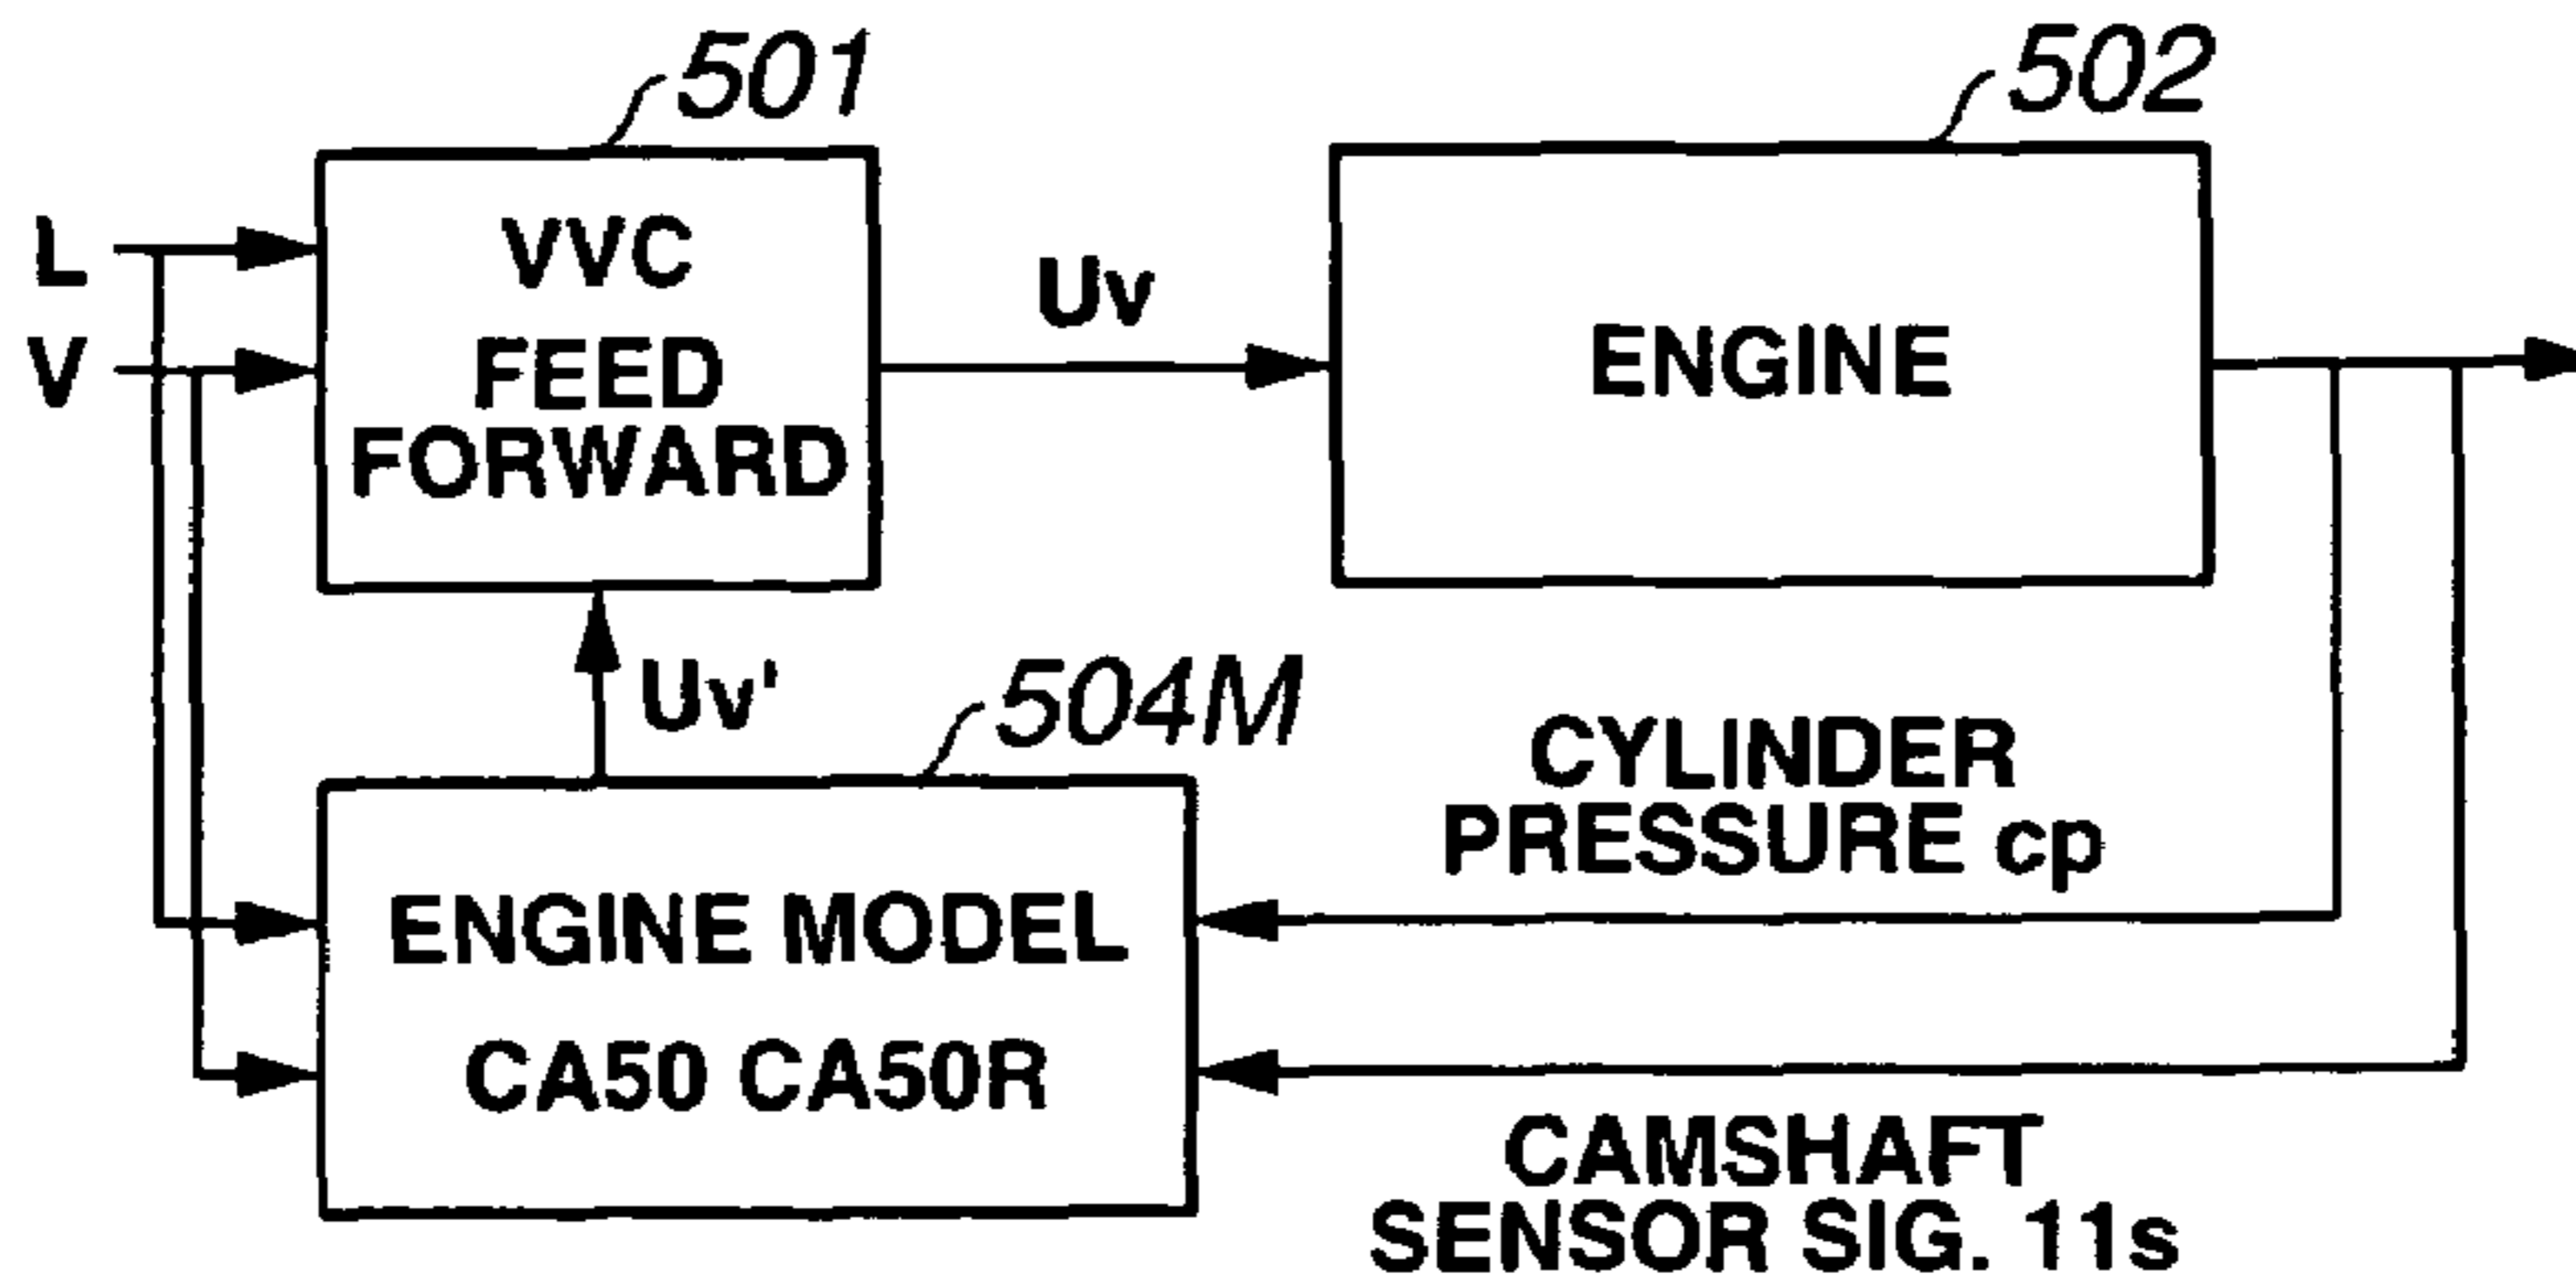 501
502
L
V
VVC
FEED
FORWARD
Uv
ENGINE
Uv'
504M
CYLINDER
PRESSURE cp
ENGINE MODEL
CA50 CA50R
CAMSHAFT
SENSOR SIG. 11s